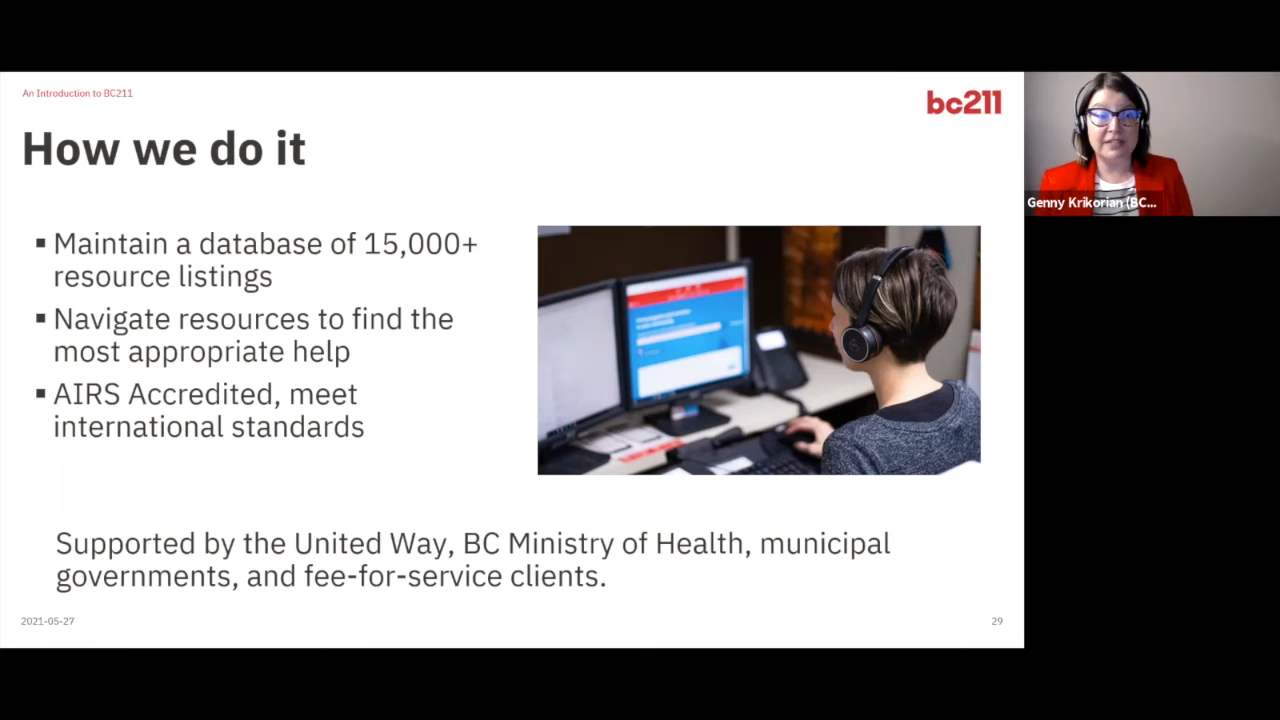 An Introduction to BC211
bc211
How we do it
▪ Maintain a database of 15,000+
resource listings
▪ Navigate resources to find the
most appropriate help
▪ AIRS Accredited, meet
international standards
Supported by the United Way, BC Ministry of Health, municipal
governments, and fee-for-service clients.
2021-05-27
29
Genny Krikorian (BC...